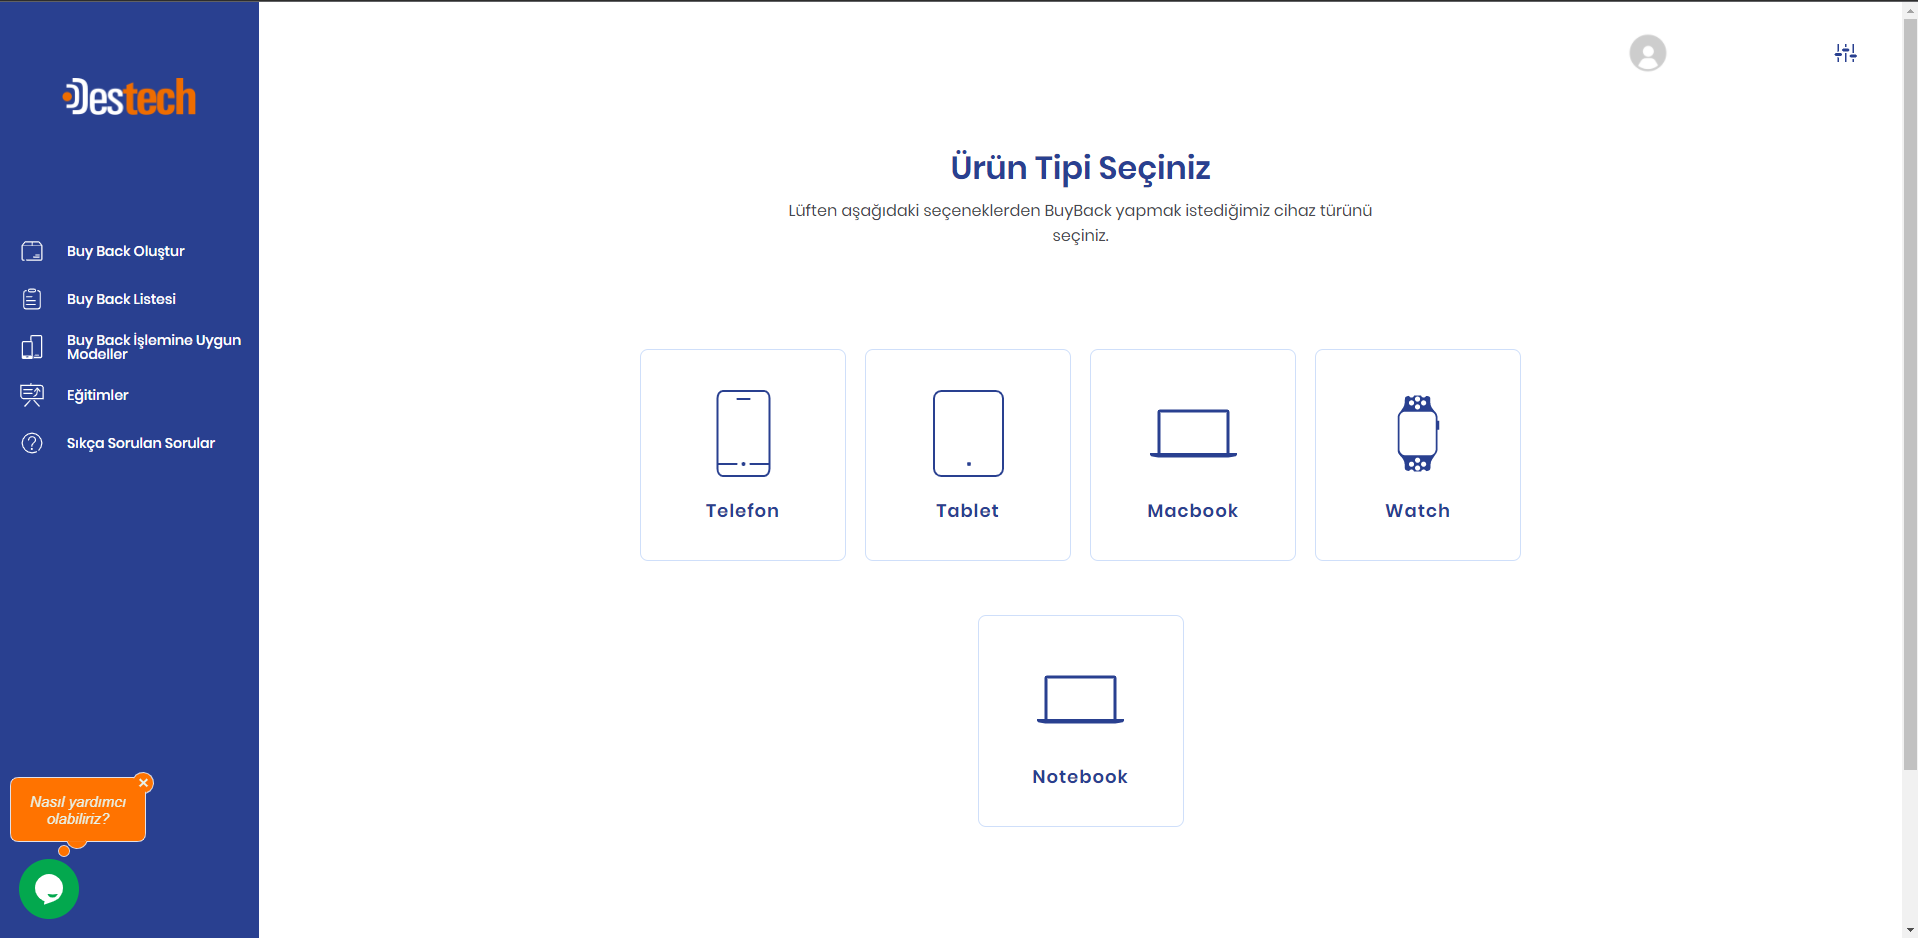 Destech
Buy Back Oluştur
Buy Back Listesi
Buy Back İşlemine Uygun
Modeller
Eğitimler
Sıkça Sorulan Sorular
Nasıl yardımcı
olabiliriz?
Ürün Tipi Seçiniz
Lüften aşağıdaki seçeneklerden BuyBack yapmak istediğimiz cihaz türünü
seçiniz.
Telefon
Tablet
Macbook
Watch
Notebook